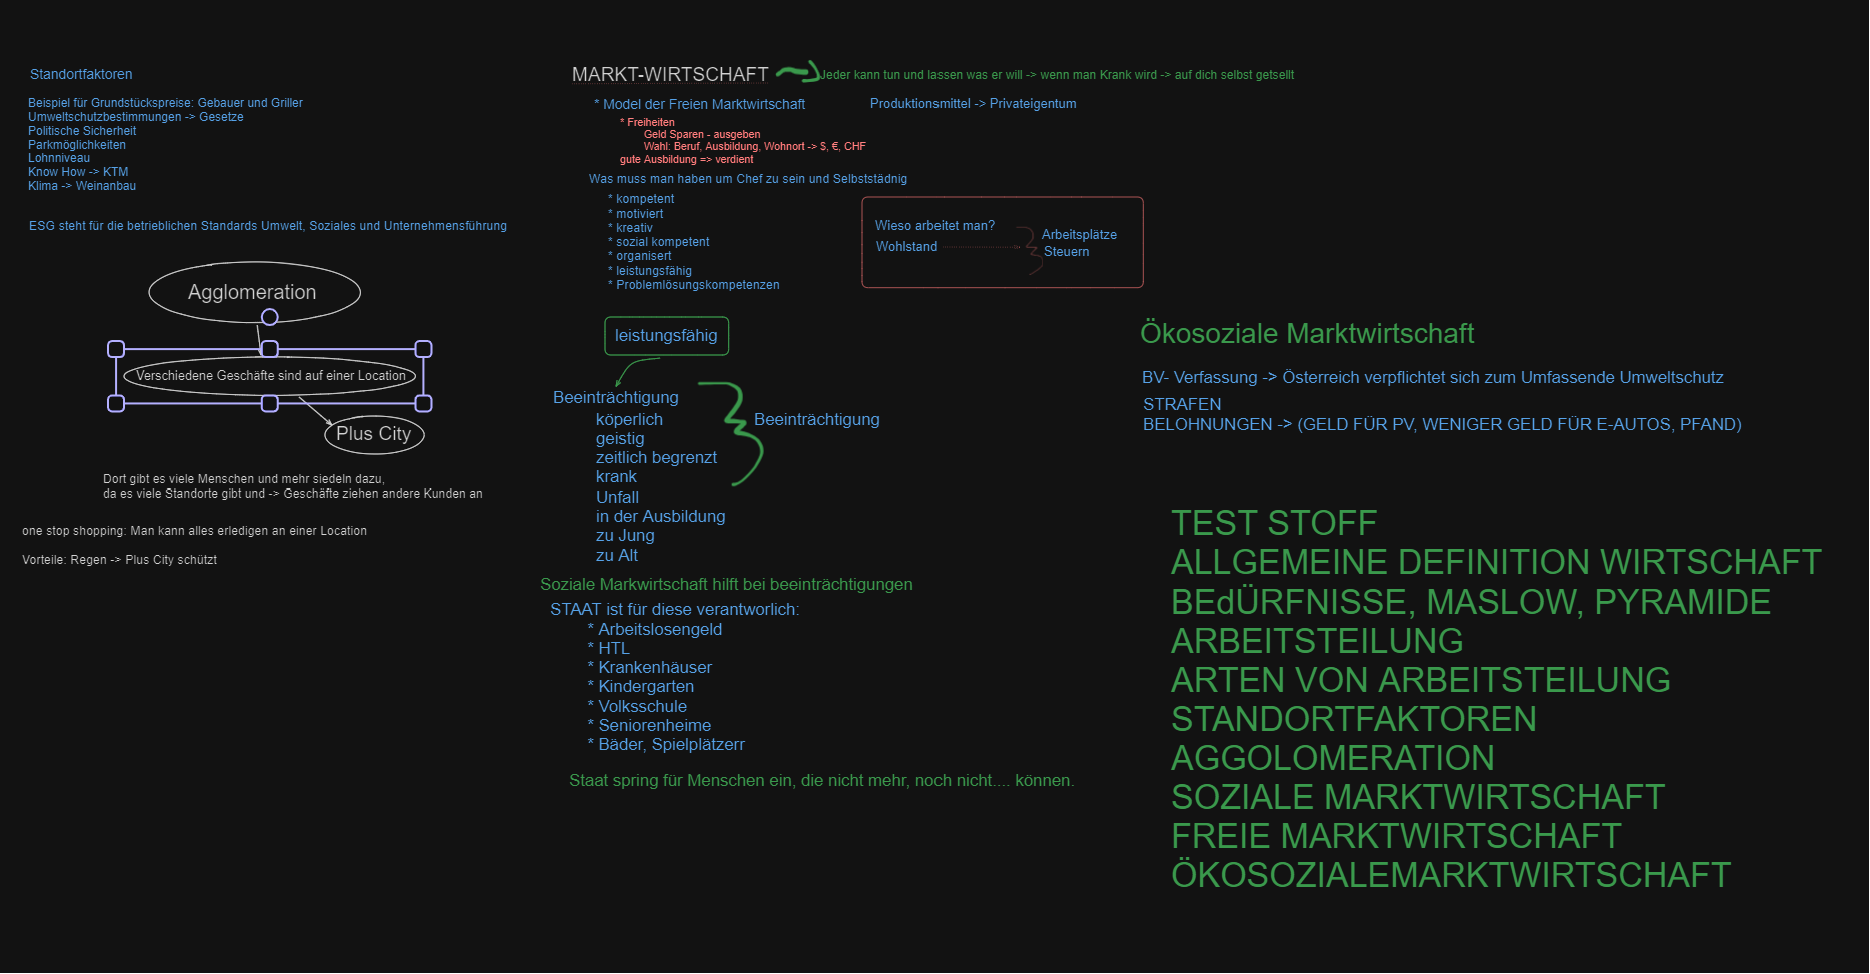 Standortfaktoren
Beispiel für Grundstückspreise: Gebauer und Griller
Umweltschutzbestimmungen -> Gesetze
Politische Sicherheit
Parkmöglichkeiten
Lohnniveau
Know How -> KTM
Klima -> Weinanbau
ESG steht für die betrieblichen Standards Umwelt, Soziales und Unternehmensführung
Agglomeration
Verschiedene Geschäfte sind auf einer Location
Plus City
Dort gibt es viele Menschen und mehr siedeln dazu,
da es viele Standorte gibt und -> Geschäfte ziehen andere Kunden an
one stop shopping: Man kann alles erledigen an einer Location
Vorteile: Regen -> Plus City schützt
MARKT-WIRTSCHAFT
Jeder kann tun und lassen was er will -> wenn man Krank wird -> auf dich selbst getsellt
* Model der Freien Marktwirtschaft
Produktionsmittel -> Privateigentum
* Freiheiten
Geld Sparen - ausgeben
Wahl: Beruf, Ausbildung, Wohnort -> $, €, CHF
gute Ausbildung => verdient
Was muss man haben um Chef zu sein und Selbststädnig
* kompetent
* motiviert
* kreativ
* sozial kompetent
* organisert
* leistungsfähig
* Problemlösungskompetenzen
Wieso arbeitet man?
Wohlstand
Arbeitsplätze
Steuern
leistungsfähig
Beeinträchtigung
köperlich
geistig
zeitlich begrenzt
krank
Unfall
in der Ausbildung
zu Jung
zu Alt
Beeinträchtigung
Soziale Markwirtschaft hilft bei beeinträchtigungen
STAAT ist für diese verantworlich:
* Arbeitslosengeld
* HTL
* Krankenhäuser
* Kindergarten
* Volksschule
* Seniorenheime
* Bäder, Spielplätzerr
Staat spring für Menschen ein, die nicht mehr, noch nicht.... können.
Ökosoziale Marktwirtschaft
BV- Verfassung -> Österreich verpflichtet sich zum Umfassende Umweltschutz
STRAFEN
BELOHNUNGEN -> (GELD FÜR PV, WENIGER GELD FÜR E-AUTOS, PFAND)
TEST STOFF
ALLGEMEINE DEFINITION WIRTSCHAFT
BEdÜRFNISSE, MASLOW, PYRAMIDE
ARBEITSTEILUNG
ARTEN VON ARBEITSTEILUNG
STANDORTFAKTOREN
AGGOLOMERATION
SOZIALE MARKTWIRTSCHAFT
FREIE MARKTWIRTSCHAFT
ÖKOSOZIALEMARKTWIRTSCHAFT